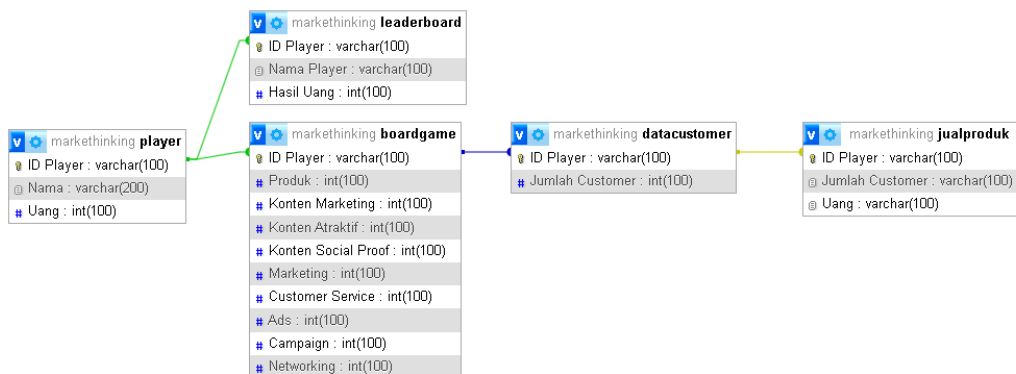 markethinking leaderboard
ID Player : varchar(100)
Nama Player : varchar(100)
# Hasil Uang : int(100)
markethinking player
ID Player : varchar(100)
Nama : varchar(200)
# Uang : int(100)
markethinking boardgame
ID Player : varchar(100)
# Produk : int(100)
# Konten Marketing : int(100)
# Konten Atraktif : int(100)
# Konten Social Proof : int(100)
# Marketing : int(100)
# Customer Service : int(100)
# Ads : int(100)
# Campaign : int(100)
# Networking : int(100)
markethinking datacustomer
ID Player : varchar(100)
# Jumlah Customer : int(100)
markethinking jualproduk
ID Player : varchar(100)
Jumlah Customer : varchar(100)
Uang : varchar(100)